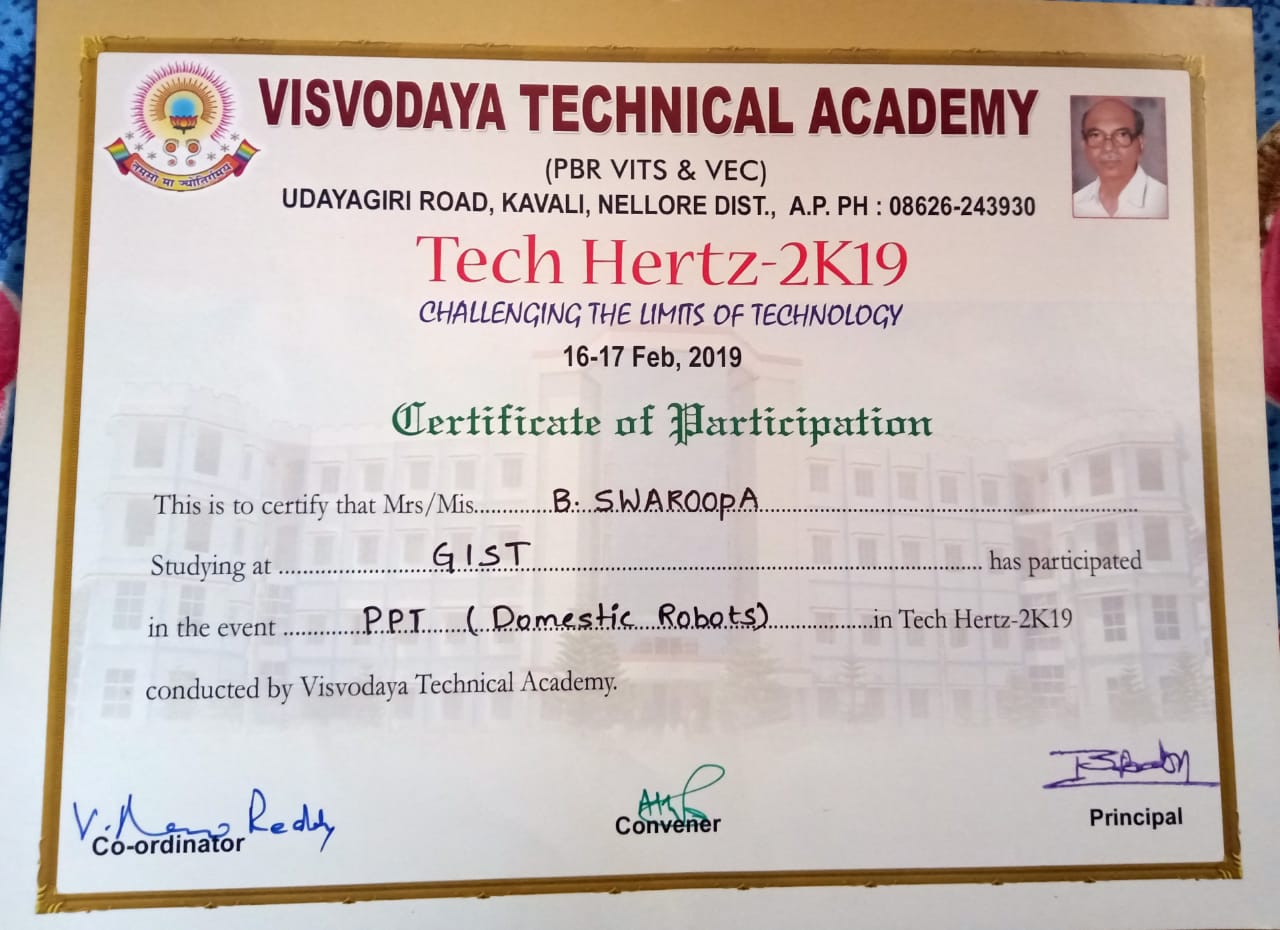 VISVODAYA TECHNICAL ACADEMY
(PBR VITS & VEC)
UDAYAGIRI ROAD, KAVALI, NELLORE DIST., A.P. PH : 08626-243930
तमसो मा ज्योतिर्गमय
Tech Hertz-2K19
CHALLENGING THE LIMITS OF TECHNOLOGY
16-17 Feb, 2019
Certificate of Participation
This is to certify that Mrs/Mis............B. SWAROOPA............
Studying at ............GIST............ has participated
in the event ............PPT (Domestic Robots)............in Tech Hertz-2K19
conducted by Visvodaya Technical Academy.
V. Reddy
Co-ordinator
Convener
Principal